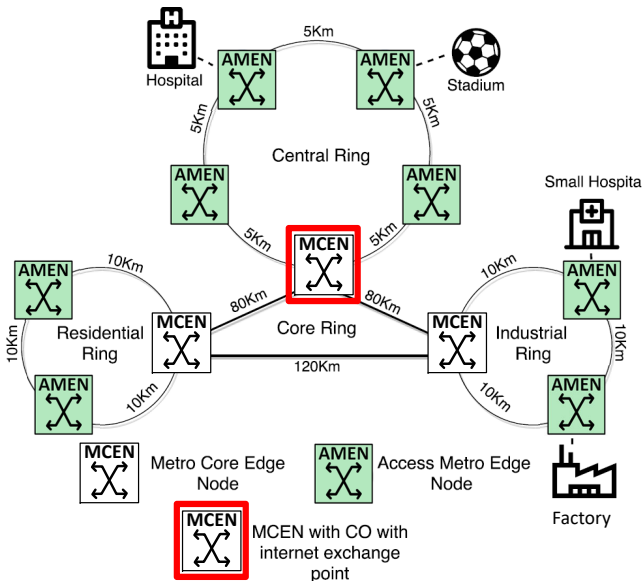 5Km
AMEN
AMEN
Hospital
Stadium
5Km
5Km
Central Ring
AMEN
AMEN
Small Hospita
5Km
MCEN
5Km
10Km
10Km
AMEN
AMEN
80Km
80Km
10Km
Residential
Ring
MCEN
Core Ring
MCEN
Industrial
Ring
10Km
120Km
AMEN
10Km
10Km
AMEN
MCEN
Metro Core Edge
Node
AMEN
Access Metro Edge
Node
Factory
MCEN
MCEN with CO with
internet exchange
point